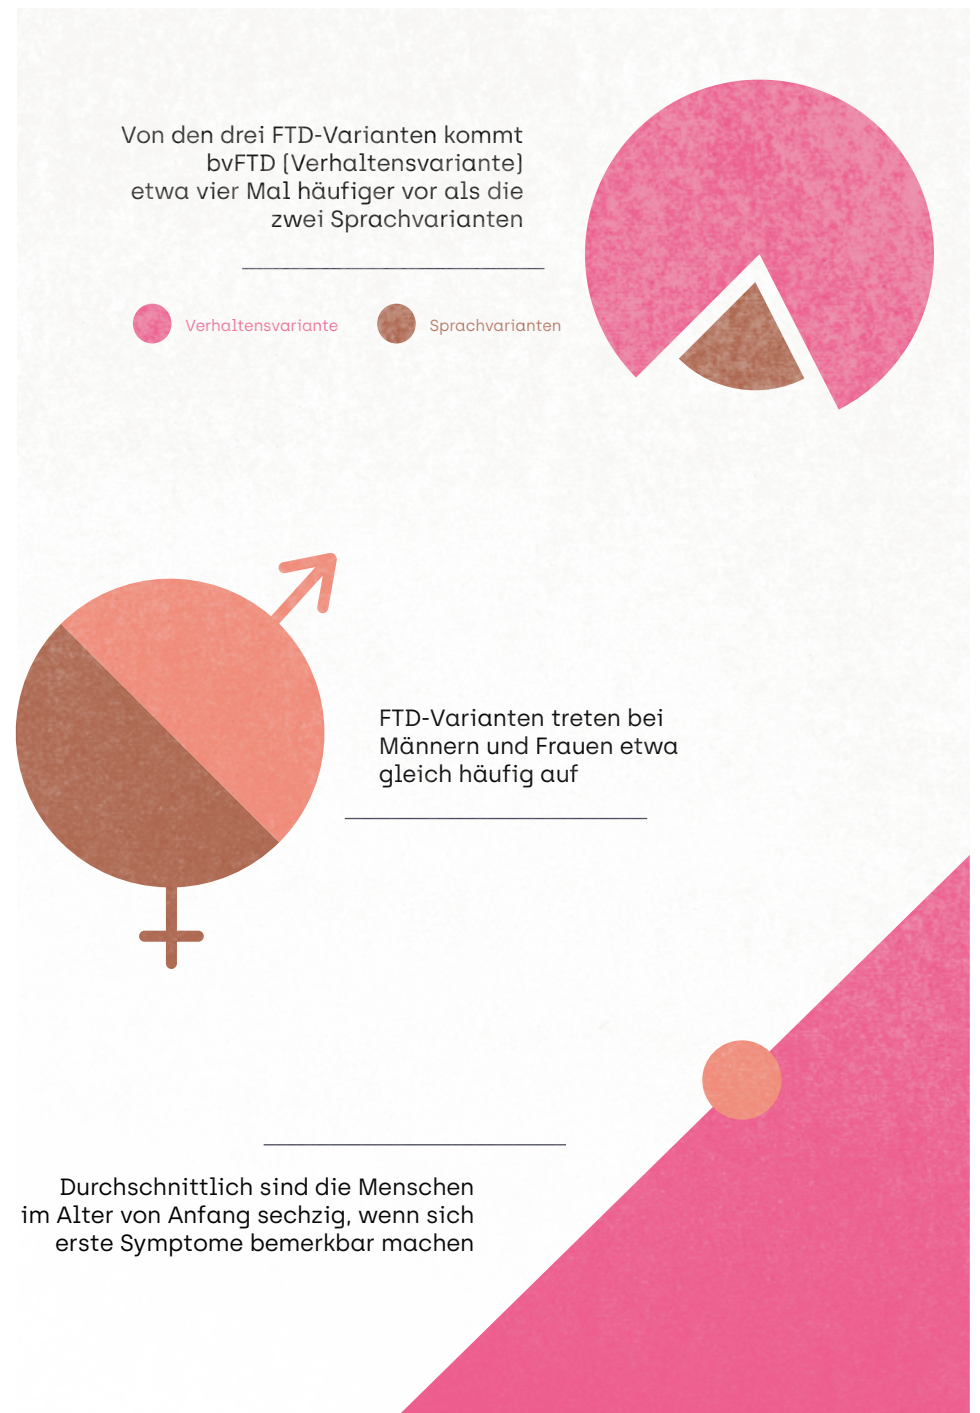 Von den drei FTD-Varianten kommt
bvFTD (Verhaltensvariante)
etwa vier Mal häufiger vor als die
zwei Sprachvarianten
Verhaltensvariante
Sprachvarianten
FTD-Varianten treten bei
Männern und Frauen etwa
gleich häufig auf
Durchschnittlich sind die Menschen
im Alter von Anfang sechzig, wenn sich
erste Symptome bemerkbar machen